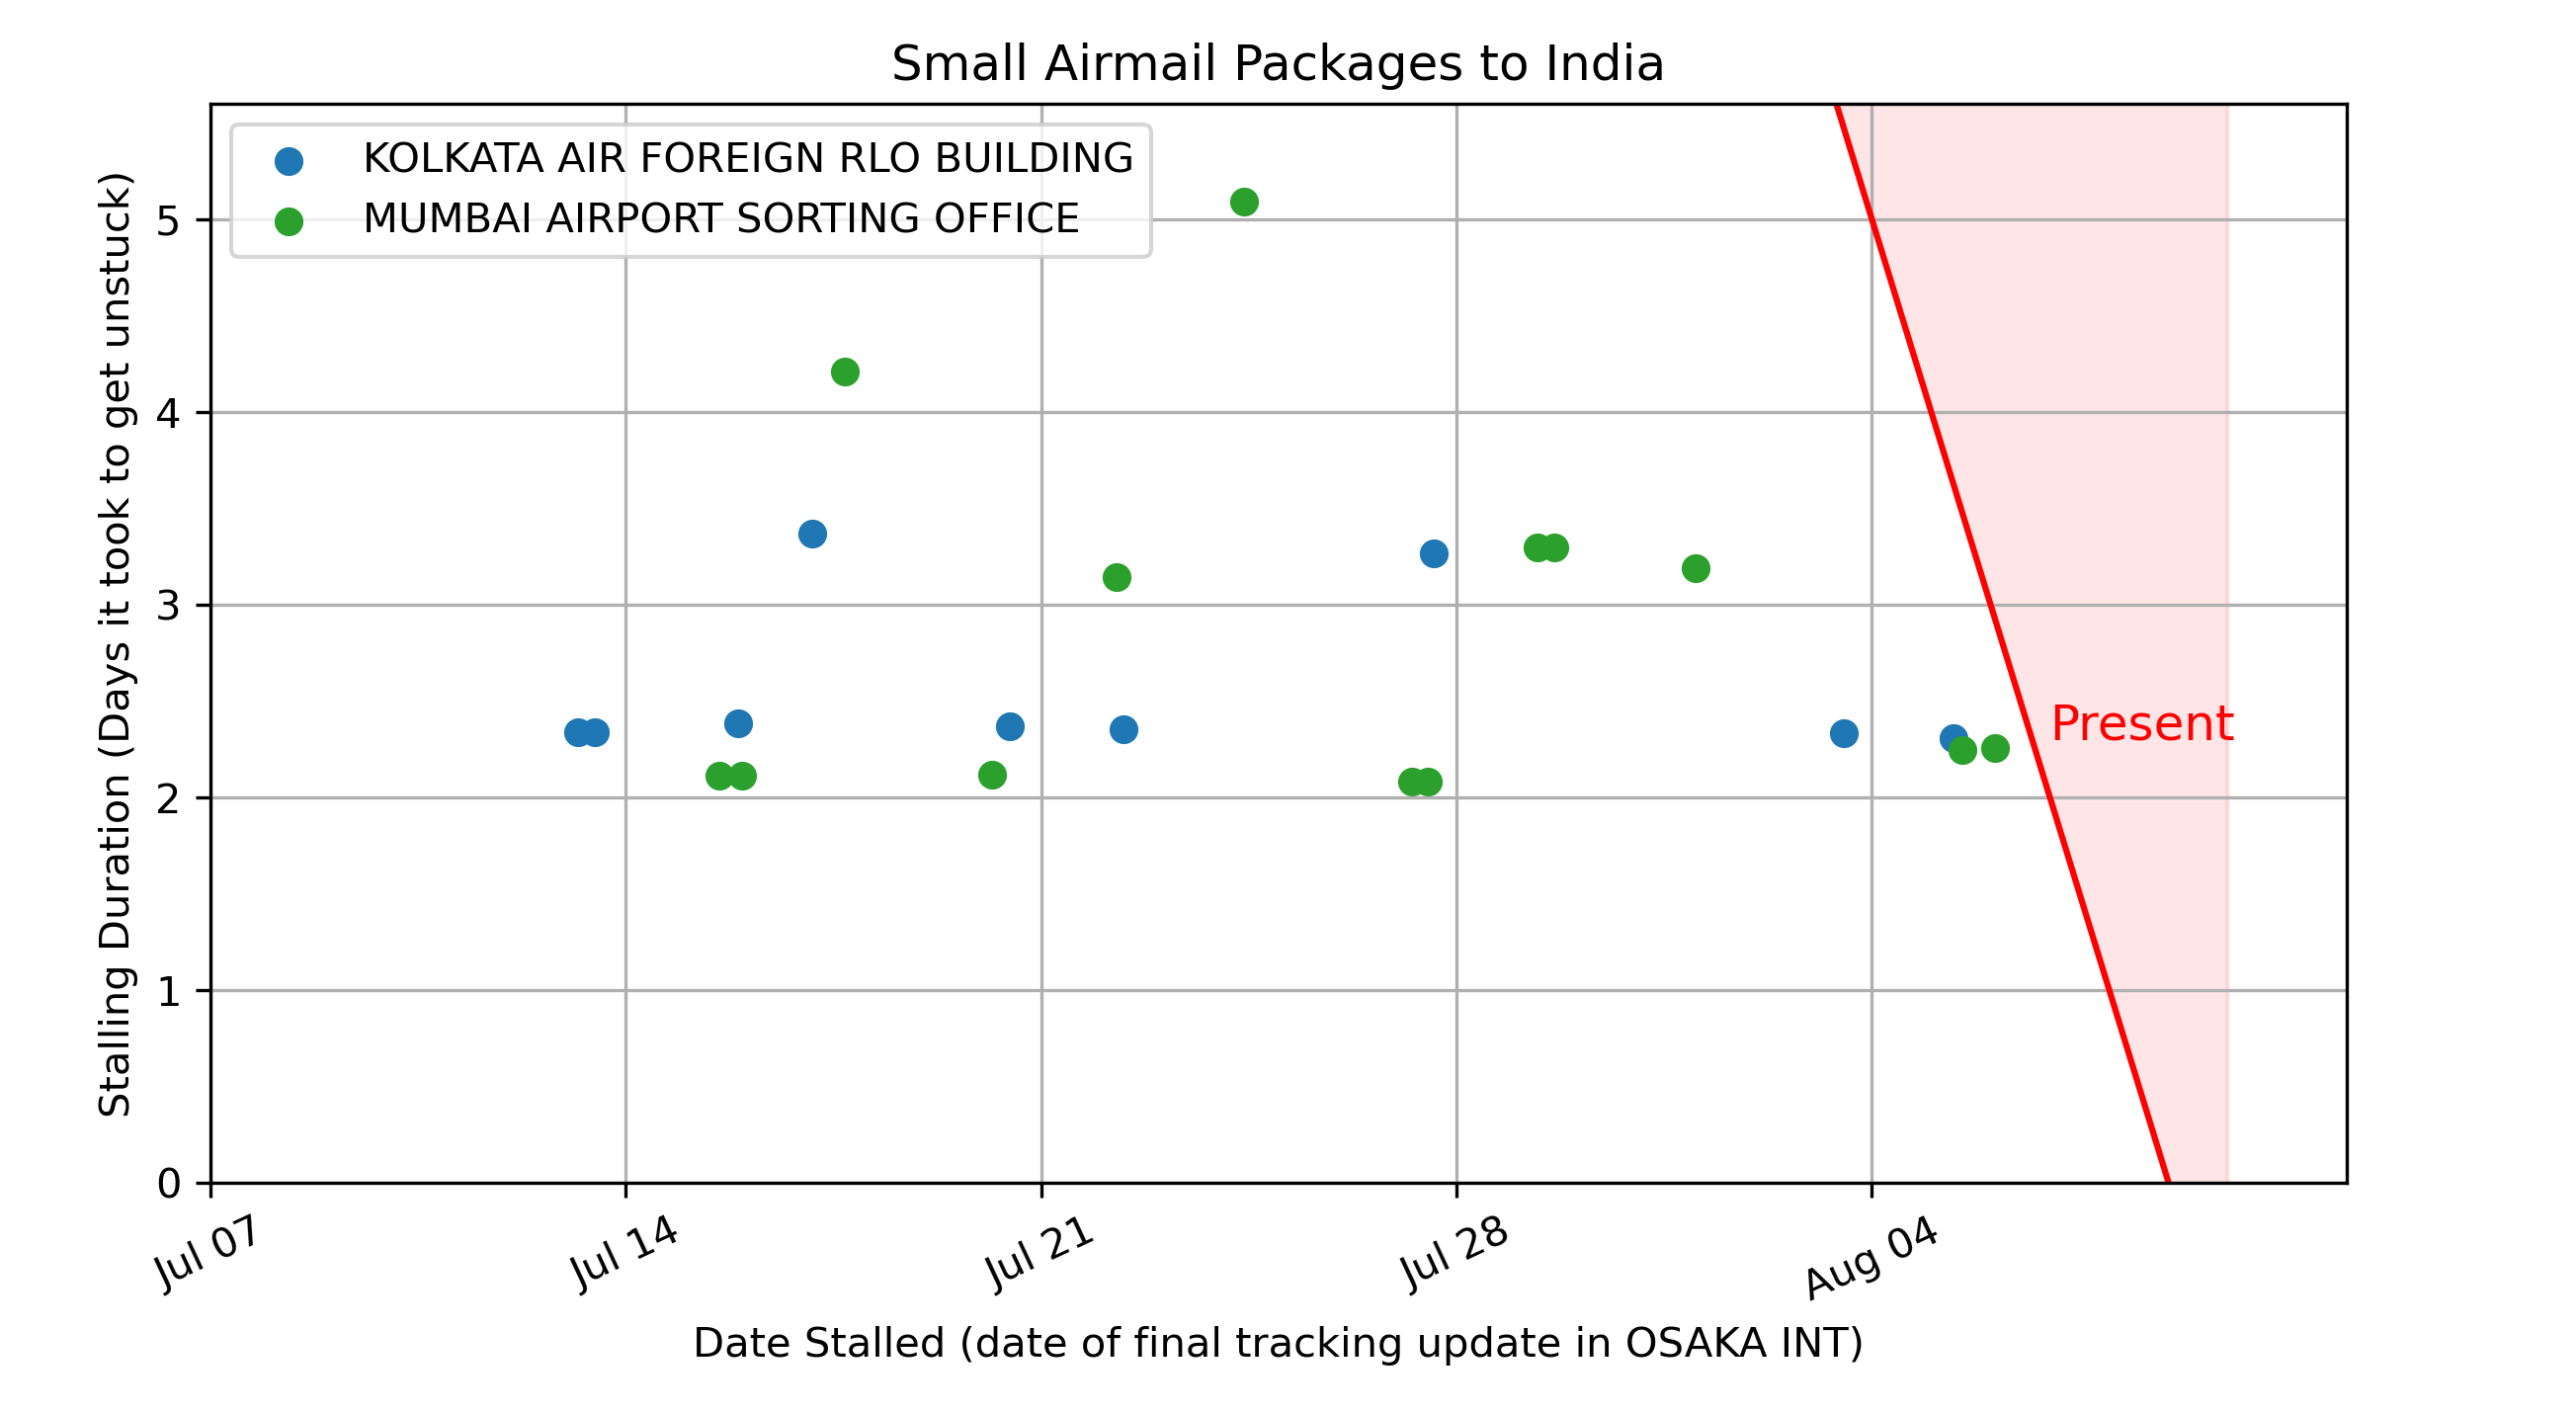 Small Airmail Packages to India
KOLKATA AIR FOREIGN RLO BUILDING
MUMBAI AIRPORT SORTING OFFICE
Stalling Duration (Days it took to get unstuck)
5
4
3
2
1
0
Present
Jul 07
Jul 14
Jul 21
Jul 28
Aug 04
Date Stalled (date of final tracking update in OSAKA INT)